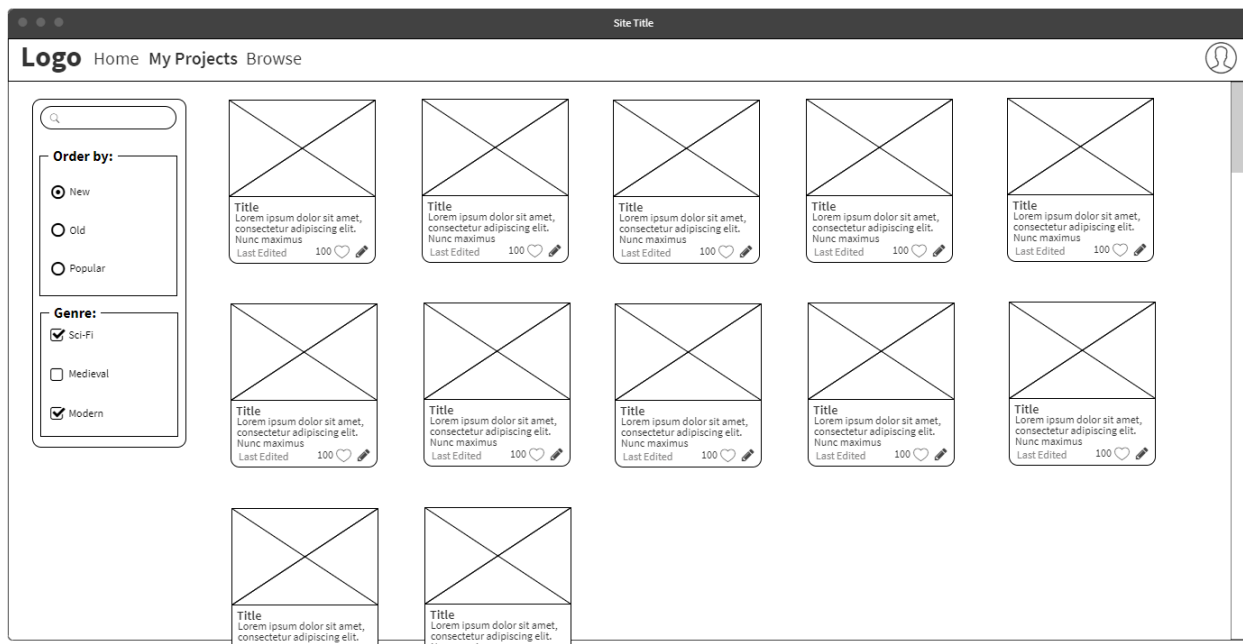 Site Title
Logo Home My Projects Browse
Order by:
New
Old
Popular
Genre:
Sci-Fi
Medieval
Modern
Title
Lorem ipsum dolor sit amet,
consectetur adipiscing elit.
Nunc maximus
Last Edited 100
Title
Lorem ipsum dolor sit amet,
consectetur adipiscing elit.
Nunc maximus
Last Edited 100
Title
Lorem ipsum dolor sit amet,
consectetur adipiscing elit.
Nunc maximus
Last Edited 100
Title
Lorem ipsum dolor sit amet,
consectetur adipiscing elit.
Nunc maximus
Last Edited 100
Title
Lorem ipsum dolor sit amet,
consectetur adipiscing elit.
Nunc maximus
Last Edited 100
Title
Lorem ipsum dolor sit amet,
consectetur adipiscing elit.
Nunc maximus
Last Edited 100
Title
Lorem ipsum dolor sit amet,
consectetur adipiscing elit.
Nunc maximus
Last Edited 100
Title
Lorem ipsum dolor sit amet,
consectetur adipiscing elit.
Nunc maximus
Last Edited 100
Title
Lorem ipsum dolor sit amet,
consectetur adipiscing elit.
Nunc maximus
Last Edited 100
Title
Lorem ipsum dolor sit amet,
consectetur adipiscing elit.
Nunc maximus
Last Edited 100
Title
Lorem ipsum dolor sit amet,
consectetur adipiscing elit.
Title
Lorem ipsum dolor sit amet,
consectetur adipiscing elit.